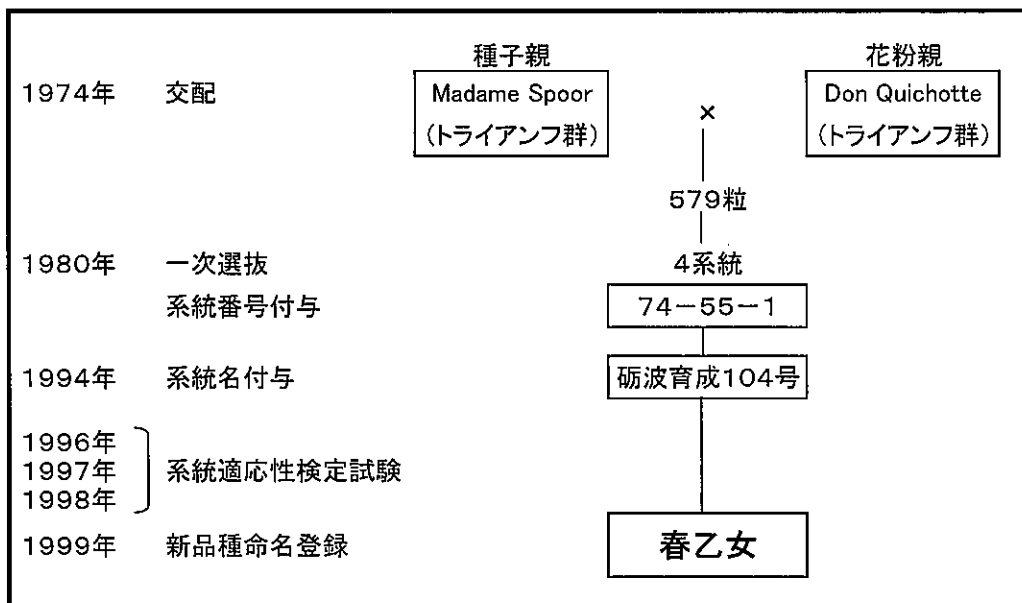 種子親 花粉親
1974年 交配 Madame Spoor × Don Quichotte
(トライアンフ群) (トライアンフ群)
579粒
1980年 一次選抜 4系統
系統番号付与 74－55－1
1994年 系統名付与 砺波育成104号
1996年
1997年 系統適応性検定試験
1998年
1999年 新品種命名登録 春乙女